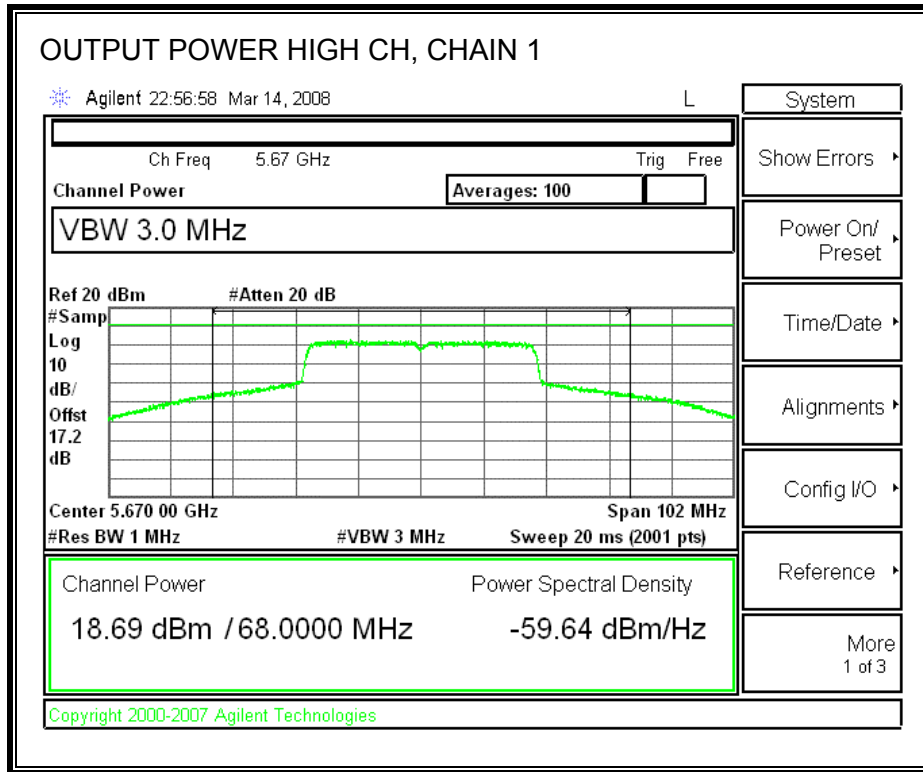 OUTPUT POWER HIGH CH, CHAIN 1
Agilent 22:56:58 Mar 14, 2008 L
System
Ch Freq 5.67 GHz Trig Free
Channel Power Averages: 100
VBW 3.0 MHz
Ref 20 dBm #Atten 20 dB
#Samp
Log
10
dB/
Offst
17.2
dB
Center 5.670 00 GHz Span 102 MHz
#Res BW 1 MHz #VBW 3 MHz Sweep 20 ms (2001 pts)
Channel Power Power Spectral Density
18.69 dBm / 68.0000 MHz -59.64 dBm/Hz
Copyright 2000-2007 Agilent Technologies
Show Errors
Power On/
Preset
Time/Date
Alignments
Config I/O
Reference
More
1 of 3